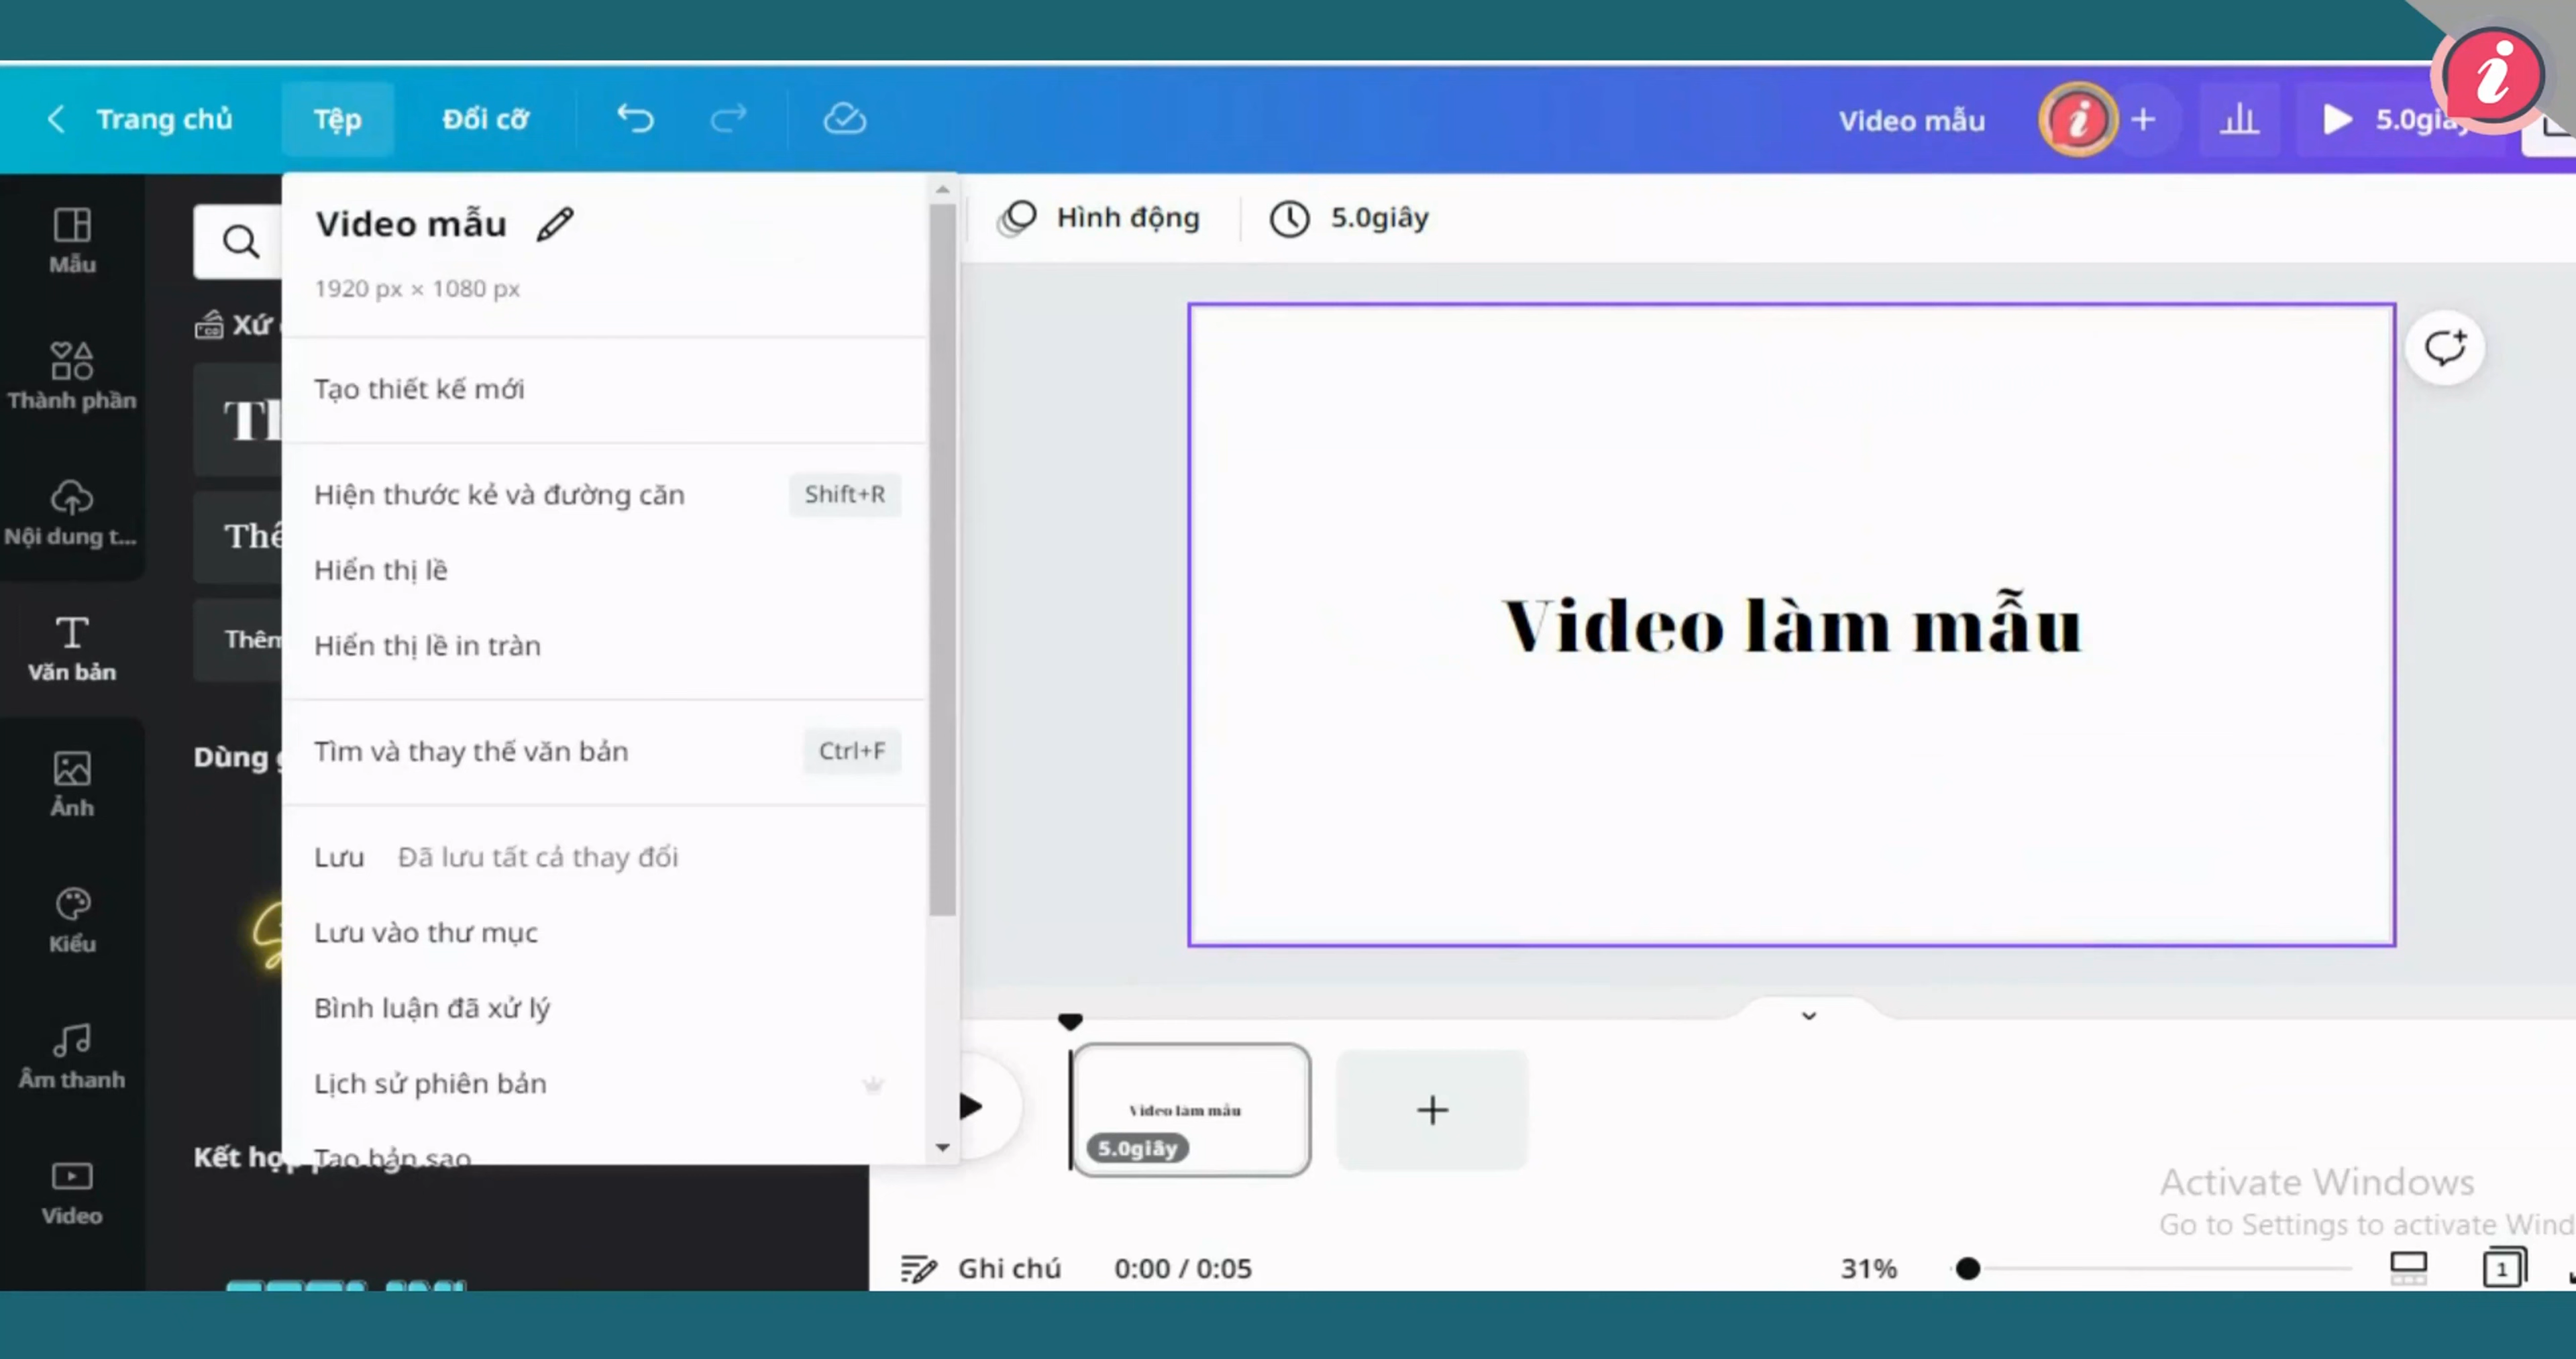 Trang chủ
Tệp
Đổi cỡ
Video mẫu
5.0giây
Mẫu
Thành phần
Nội dung t...
Văn bản
Ảnh
Kiểu
Âm thanh
Video
Xứ
Dùng
Kết hợp
Video mẫu
1920 px × 1080 px
Tạo thiết kế mới
Hiện thước kẻ và đường căn Shift+R
Hiển thị lề
Hiển thị lề in tràn
Tìm và thay thế văn bản Ctrl+F
Lưu Đã lưu tất cả thay đổi
Lưu vào thư mục
Bình luận đã xử lý
Lịch sử phiên bản
Tạo bản sao
Hình động
5.0giây
Video làm mẫu
Video làm mẫu
5.0giây
Activate Windows
Go to Settings to activate Wind
Ghi chú
0:00 / 0:05
31%
1